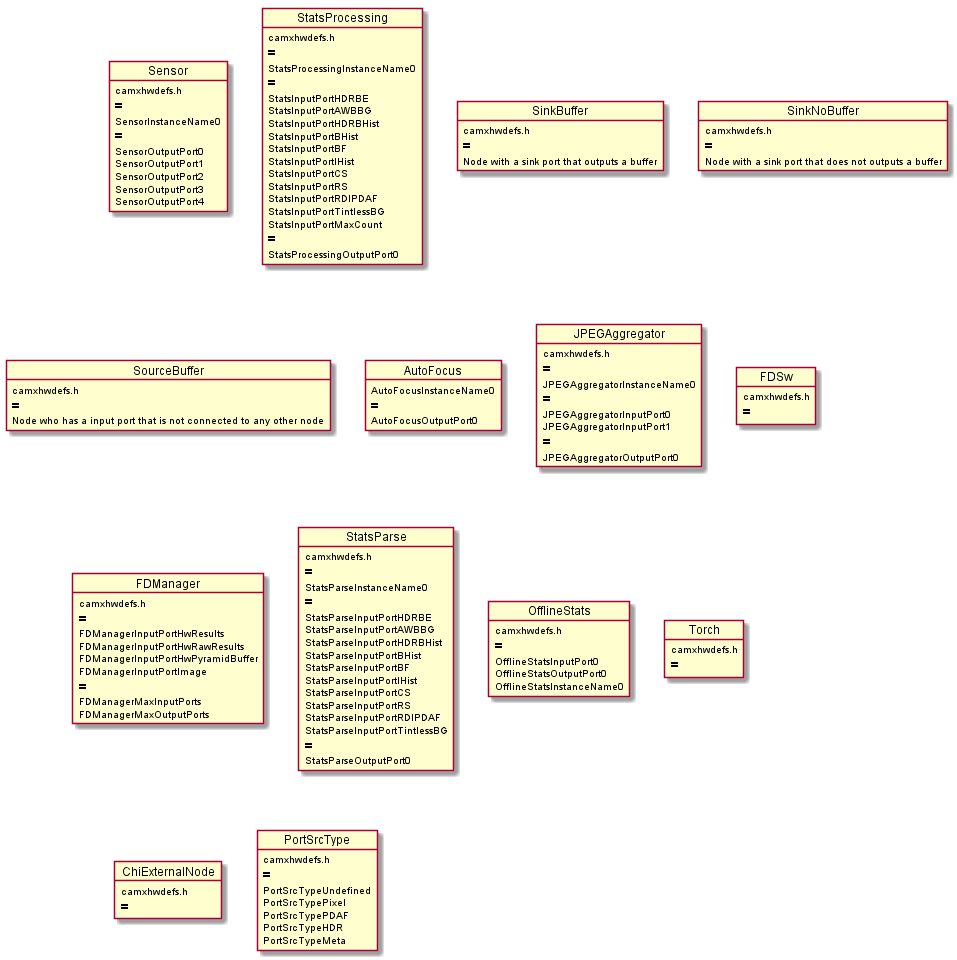 Sensor
camxhwdefs.h
=
SensorInstanceName0
=
SensorOutputPort0
SensorOutputPort1
SensorOutputPort2
SensorOutputPort3
SensorOutputPort4
StatsProcessing
camxhwdefs.h
=
StatsProcessingInstanceName0
=
StatsInputPortHDRBE
StatsInputPortAWBBG
StatsInputPortHDRBHist
StatsInputPortBHist
StatsInputPortBF
StatsInputPortIHist
StatsInputPortCS
StatsInputPortRS
StatsInputPortRDIPDAF
StatsInputPortTintlessBG
StatsInputPortMaxCount
=
StatsProcessingOutputPort0
SinkBuffer
camxhwdefs.h
=
Node with a sink port that outputs a buffer
SinkNoBuffer
camxhwdefs.h
=
Node with a sink port that does not outputs a buffer
SourceBuffer
camxhwdefs.h
=
Node who has a input port that is not connected to any other node
AutoFocus
AutoFocusInstanceName0
=
AutoFocusOutputPort0
JPEGAggregator
camxhwdefs.h
=
JPEGAggregatorInstanceName0
=
JPEGAggregatorInputPort0
JPEGAggregatorInputPort1
=
JPEGAggregatorOutputPort0
FDSw
camxhwdefs.h
=
FDManager
camxhwdefs.h
=
FDManagerInputPortHwResults
FDManagerInputPortHwRawResults
FDManagerInputPortHwPyramidBuffer
FDManagerInputPortImage
=
FDManagerMaxInputPorts
FDManagerMaxOutputPorts
StatsParse
camxhwdefs.h
=
StatsParseInstanceName0
=
StatsParseInputPortHDRBE
StatsParseInputPortAWBBG
StatsParseInputPortHDRBHist
StatsParseInputPortBHist
StatsParseInputPortBF
StatsParseInputPortIHist
StatsParseInputPortCS
StatsParseInputPortRS
StatsParseInputPortRDIPDAF
StatsParseInputPortTintlessBG
=
StatsParseOutputPort0
OfflineStats
camxhwdefs.h
=
OfflineStatsInputPort0
OfflineStatsOutputPort0
OfflineStatsInstanceName0
Torch
camxhwdefs.h
=
ChiExternalNode
camxhwdefs.h
=
PortSrcType
camxhwdefs.h
=
PortSrcTypeUndefined
PortSrcTypePixel
PortSrcTypePDAF
PortSrcTypeHDR
PortSrcTypeMeta